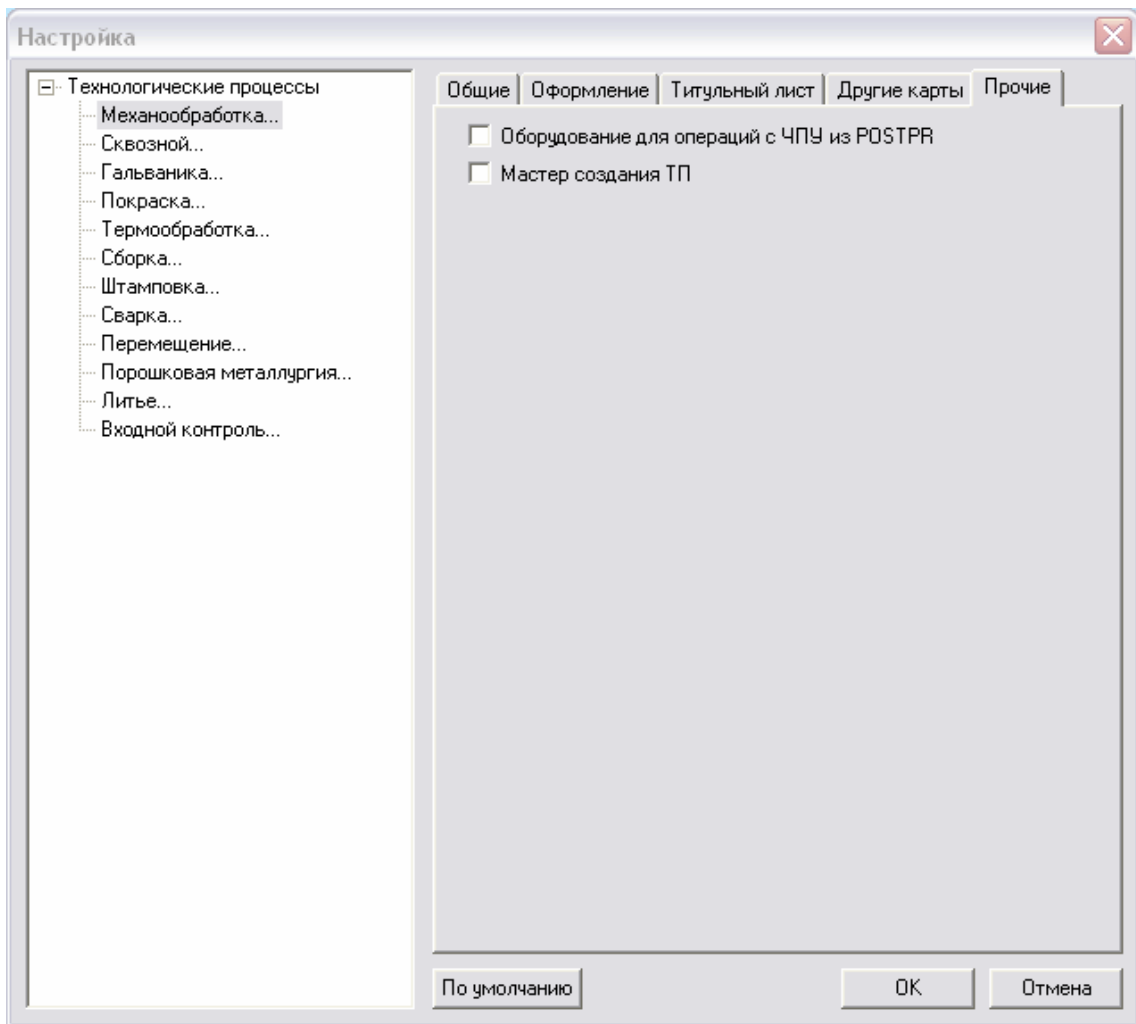 Настройка
Технологические процессы
Механообработка...
Сквозной...
Гальваника...
Покраска...
Термообработка...
Сборка...
Штамповка...
Сварка...
Перемещение...
Порошковая металлургия...
Литье...
Входной контроль...
Общие Оформление Титульный лист Другие карты Прочие
Оборудование для операций с ЧПУ из POSTPR
Мастер создания ТП
По умолчанию OK Отмена